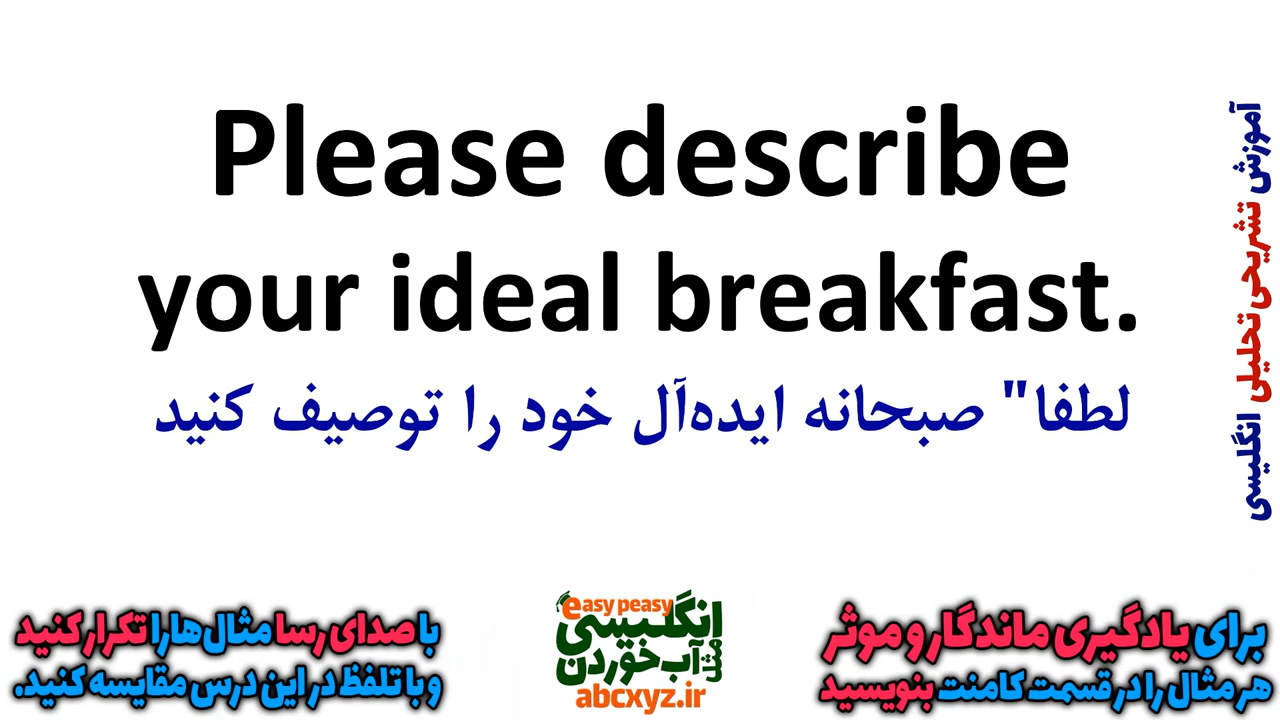 Please describe
your ideal breakfast.
لطفا" صبحانه ایده‌آل خود را توصیف کنید
آموزش تشریحی تحلیلی انگلیسی
برای یادگیری ماندگار و موثر
هر مثال را در قسمت کامنت بنویسید
easy peasy
انگلیسی
مثل آب خوردن
abcxyz.ir
با صدای رسا مثال‌ها را تکرار کنید
و با تلفظ در این درس مقایسه کنید.